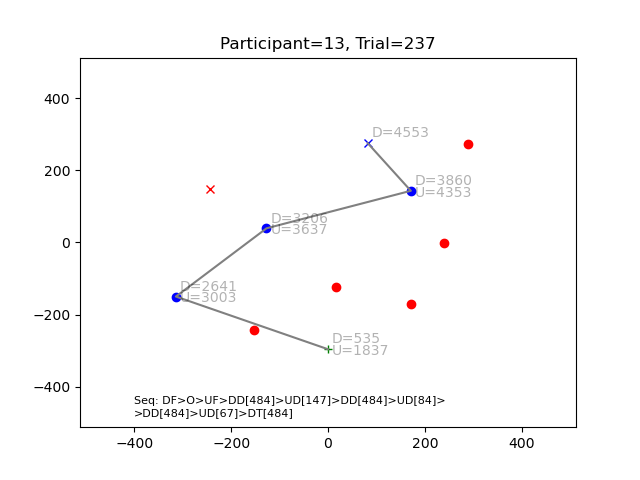 Participant=13, Trial=237
D=4553
D=3860
U=4353
D=3206
U=3637
D=2641
U=3003
D=535
U=1837
Seq: DF>O>UF>DD[484]>UD[147]>DD[484]>UD[84]>
>DD[484]>UD[67]>DT[484]
400
200
0
−200
−400
−400
−200
0
200
400